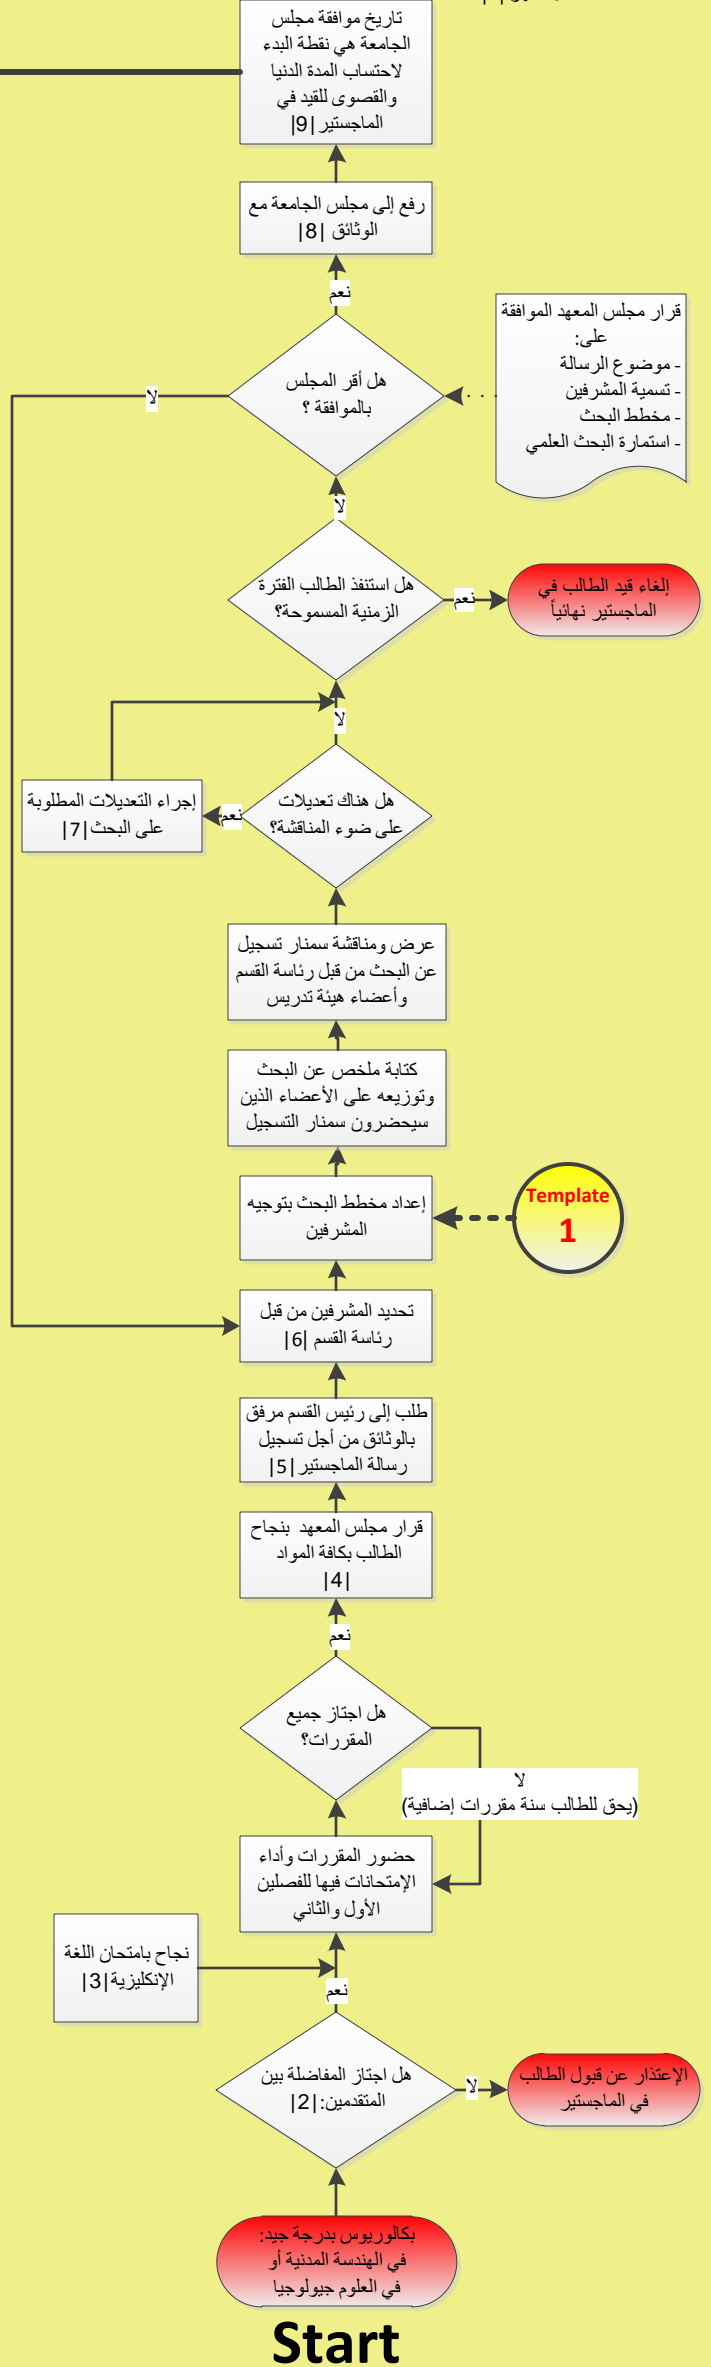 تاريخ موافقة مجلس
الجامعة هي نقطة البدء
لاحتساب المدة الدنيا
والقصوى للقيد في
الماجستير |9|
رفع إلى مجلس الجامعة مع
الوثائق |8|
نعم
قرار مجلس المعهد الموافقة
على:
- موضوع الرسالة
- تسمية المشرفين
- مخطط البحث
- استمارة البحث العلمي
هل أقر المجلس
بالموافقة ؟
لا
لا
هل استنفذ الطالب الفترة
الزمنية المسموحة؟
نعم
إلغاء قيد الطالب في
الماجستير نهائياً
لا
هل هناك تعديلات
على ضوء المناقشة؟
نعم
إجراء التعديلات المطلوبة
على البحث |7|
عرض ومناقشة سمنار تسجيل
عن البحث من قبل رئاسة القسم
وأعضاء هيئة تدريس
كتابة ملخص عن البحث
وتوزيعه على الأعضاء الذين
سيحضرون سمنار التسجيل
إعداد مخطط البحث بتوجيه
المشرفين
Template
1
تحديد المشرفين من قبل
رئاسة القسم |6|
طلب إلى رئيس القسم مرفق
بالوثائق من أجل تسجيل
رسالة الماجستير |5|
قرار مجلس المعهد بنجاح
الطالب بكافة المواد
|4|
نعم
هل اجتاز جميع
المقررات؟
لا
(يحق للطالب سنة مقررات إضافية)
حضور المقررات وأداء
الإمتحانات فيها للفصلين
الأول والثاني
نجاح بامتحان اللغة
الإنكليزية |3|
نعم
هل اجتاز المفاضلة بين
المتقدمين: |2|
لا
الإعتذار عن قبول الطالب
في الماجستير
بكالوريوس بدرجة جيد:
في الهندسة المدنية أو
في العلوم جيولوجيا
Start